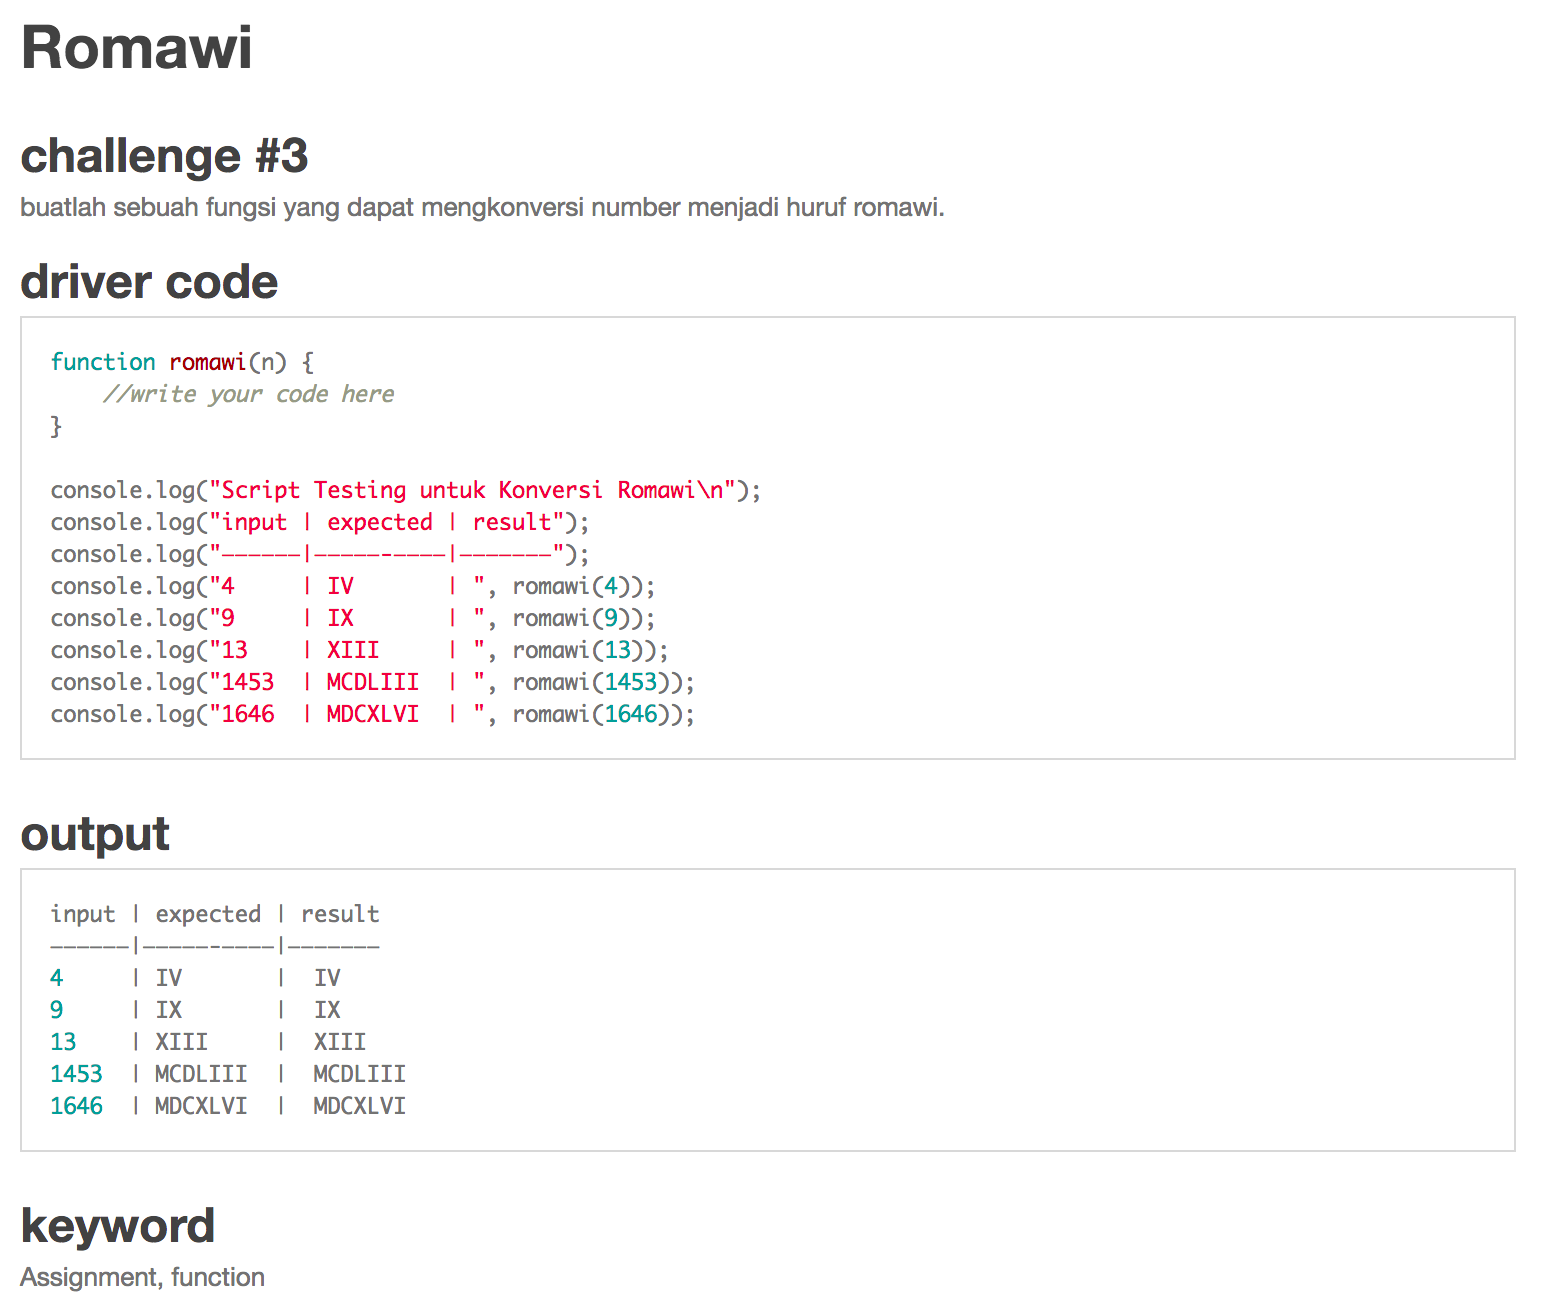 Romawi
challenge #3
buatlah sebuah fungsi yang dapat mengkonversi number menjadi huruf romawi.
driver code
function romawi(n) {
    //write your code here
}
console.log("Script Testing untuk Konversi Romawi\n");
console.log("input | expected | result");
console.log("——————|—————-————|———————");
console.log("4     | IV       | ", romawi(4));
console.log("9     | IX       | ", romawi(9));
console.log("13    | XIII     | ", romawi(13));
console.log("1453  | MCDLIII  | ", romawi(1453));
console.log("1646  | MDCXLVI  | ", romawi(1646));
output
input | expected | result
——————|—————-————|———————
4     | IV       |  IV
9     | IX       |  IX
13    | XIII     |  XIII
1453  | MCDLIII  |  MCDLIII
1646  | MDCXLVI  |  MDCXLVI
keyword
Assignment, function